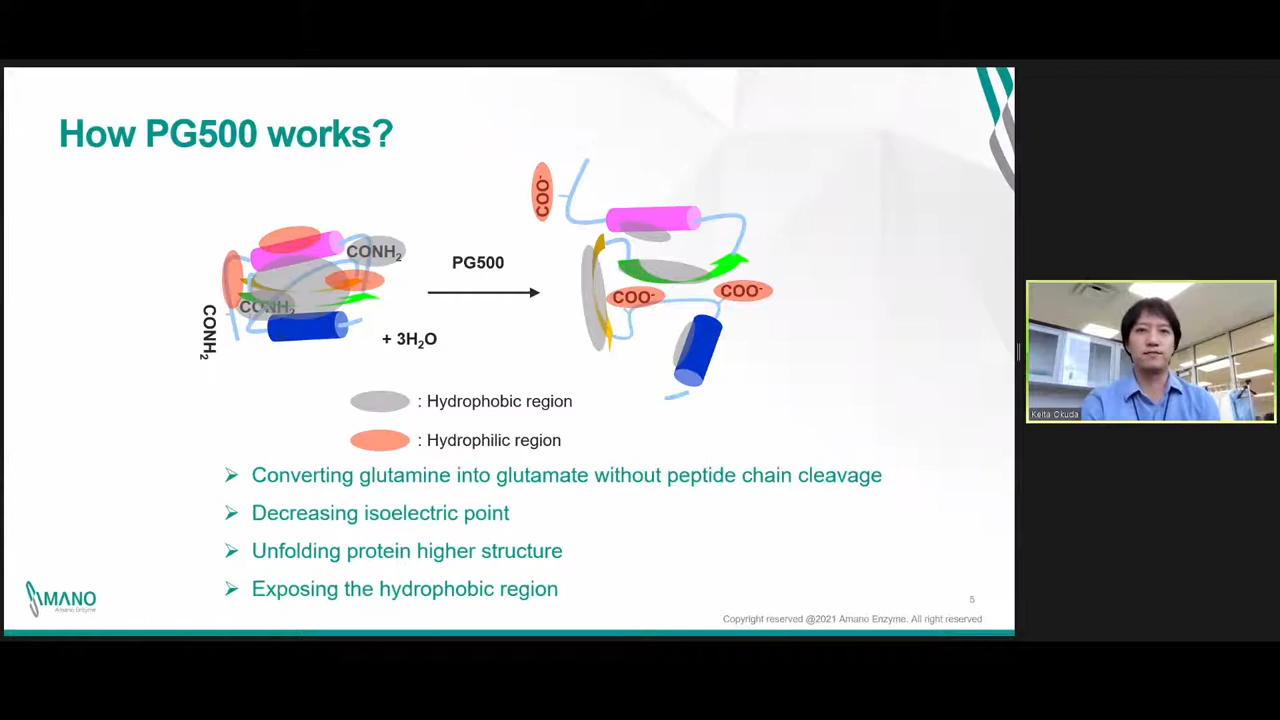 How PG500 works?
COO-
CONH2
PG500
COO-
COO-
CONH2
CONH2
+ 3H2O
: Hydrophobic region
: Hydrophilic region
Converting glutamine into glutamate without peptide chain cleavage
Decreasing isoelectric point
Unfolding protein higher structure
Exposing the hydrophobic region
AMANO
Amano Enzyme
5
Copyright reserved @2021 Amano Enzyme. All right reserved
Keita Okuda